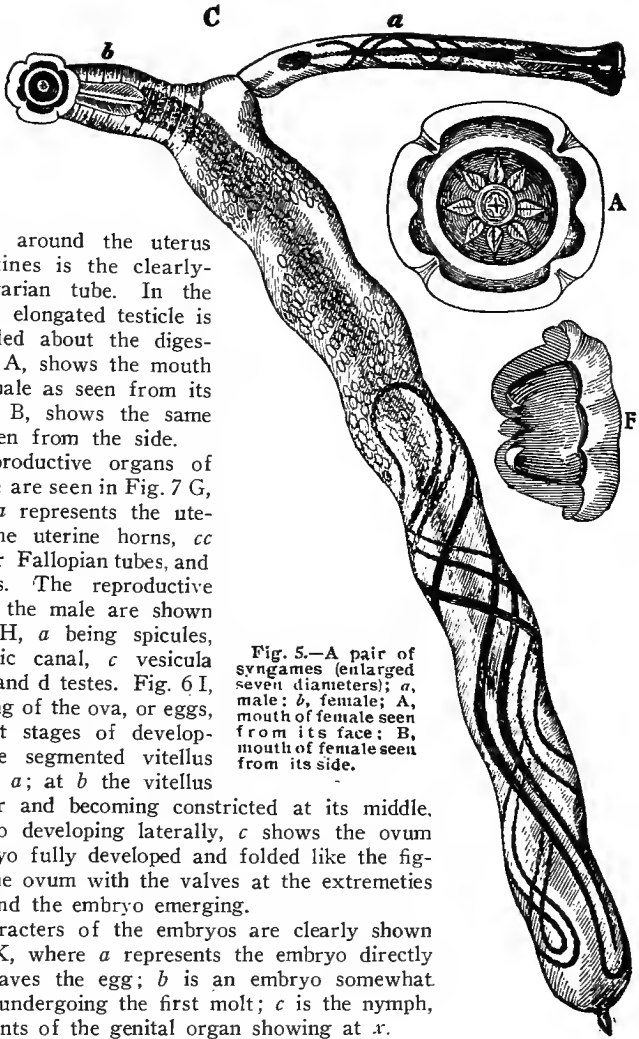 C
a
b
A
around the uterus
tines is the clearly-
varian tube. In the
elongated testicle is
led about the diges-
A, shows the mouth
nale as seen from its
B, shows the same
en from the side.
F
productive organs of
are seen in Fig. 7 G,
a represents the ute-
ne uterine horns, cc
r Fallopian tubes, and
s. The reproductive
the male are shown
H, a being spicules,
ic canal, c vesicula
and d testes. Fig. 6 I,
ng of the ova, or eggs,
t stages of develop-
e segmented vitellus
a; at b the vitellus
Fig. 5.—A pair of
syngames (enlarged
seven diameters); a,
male; b, female; A,
mouth of female seen
from its face; B,
mouth of female seen
from its side.
r and becoming constricted at its middle,
o developing laterally, c shows the ovum
yo fully developed and folded like the fig-
ne ovum with the valves at the extremeties
nd the embryo emerging.
racters of the embryos are clearly shown
K, where a represents the embryo directly
aves the egg; b is an embryo somewhat
undergoing the first molt; c is the nymph,
nts of the genital organ showing at x.